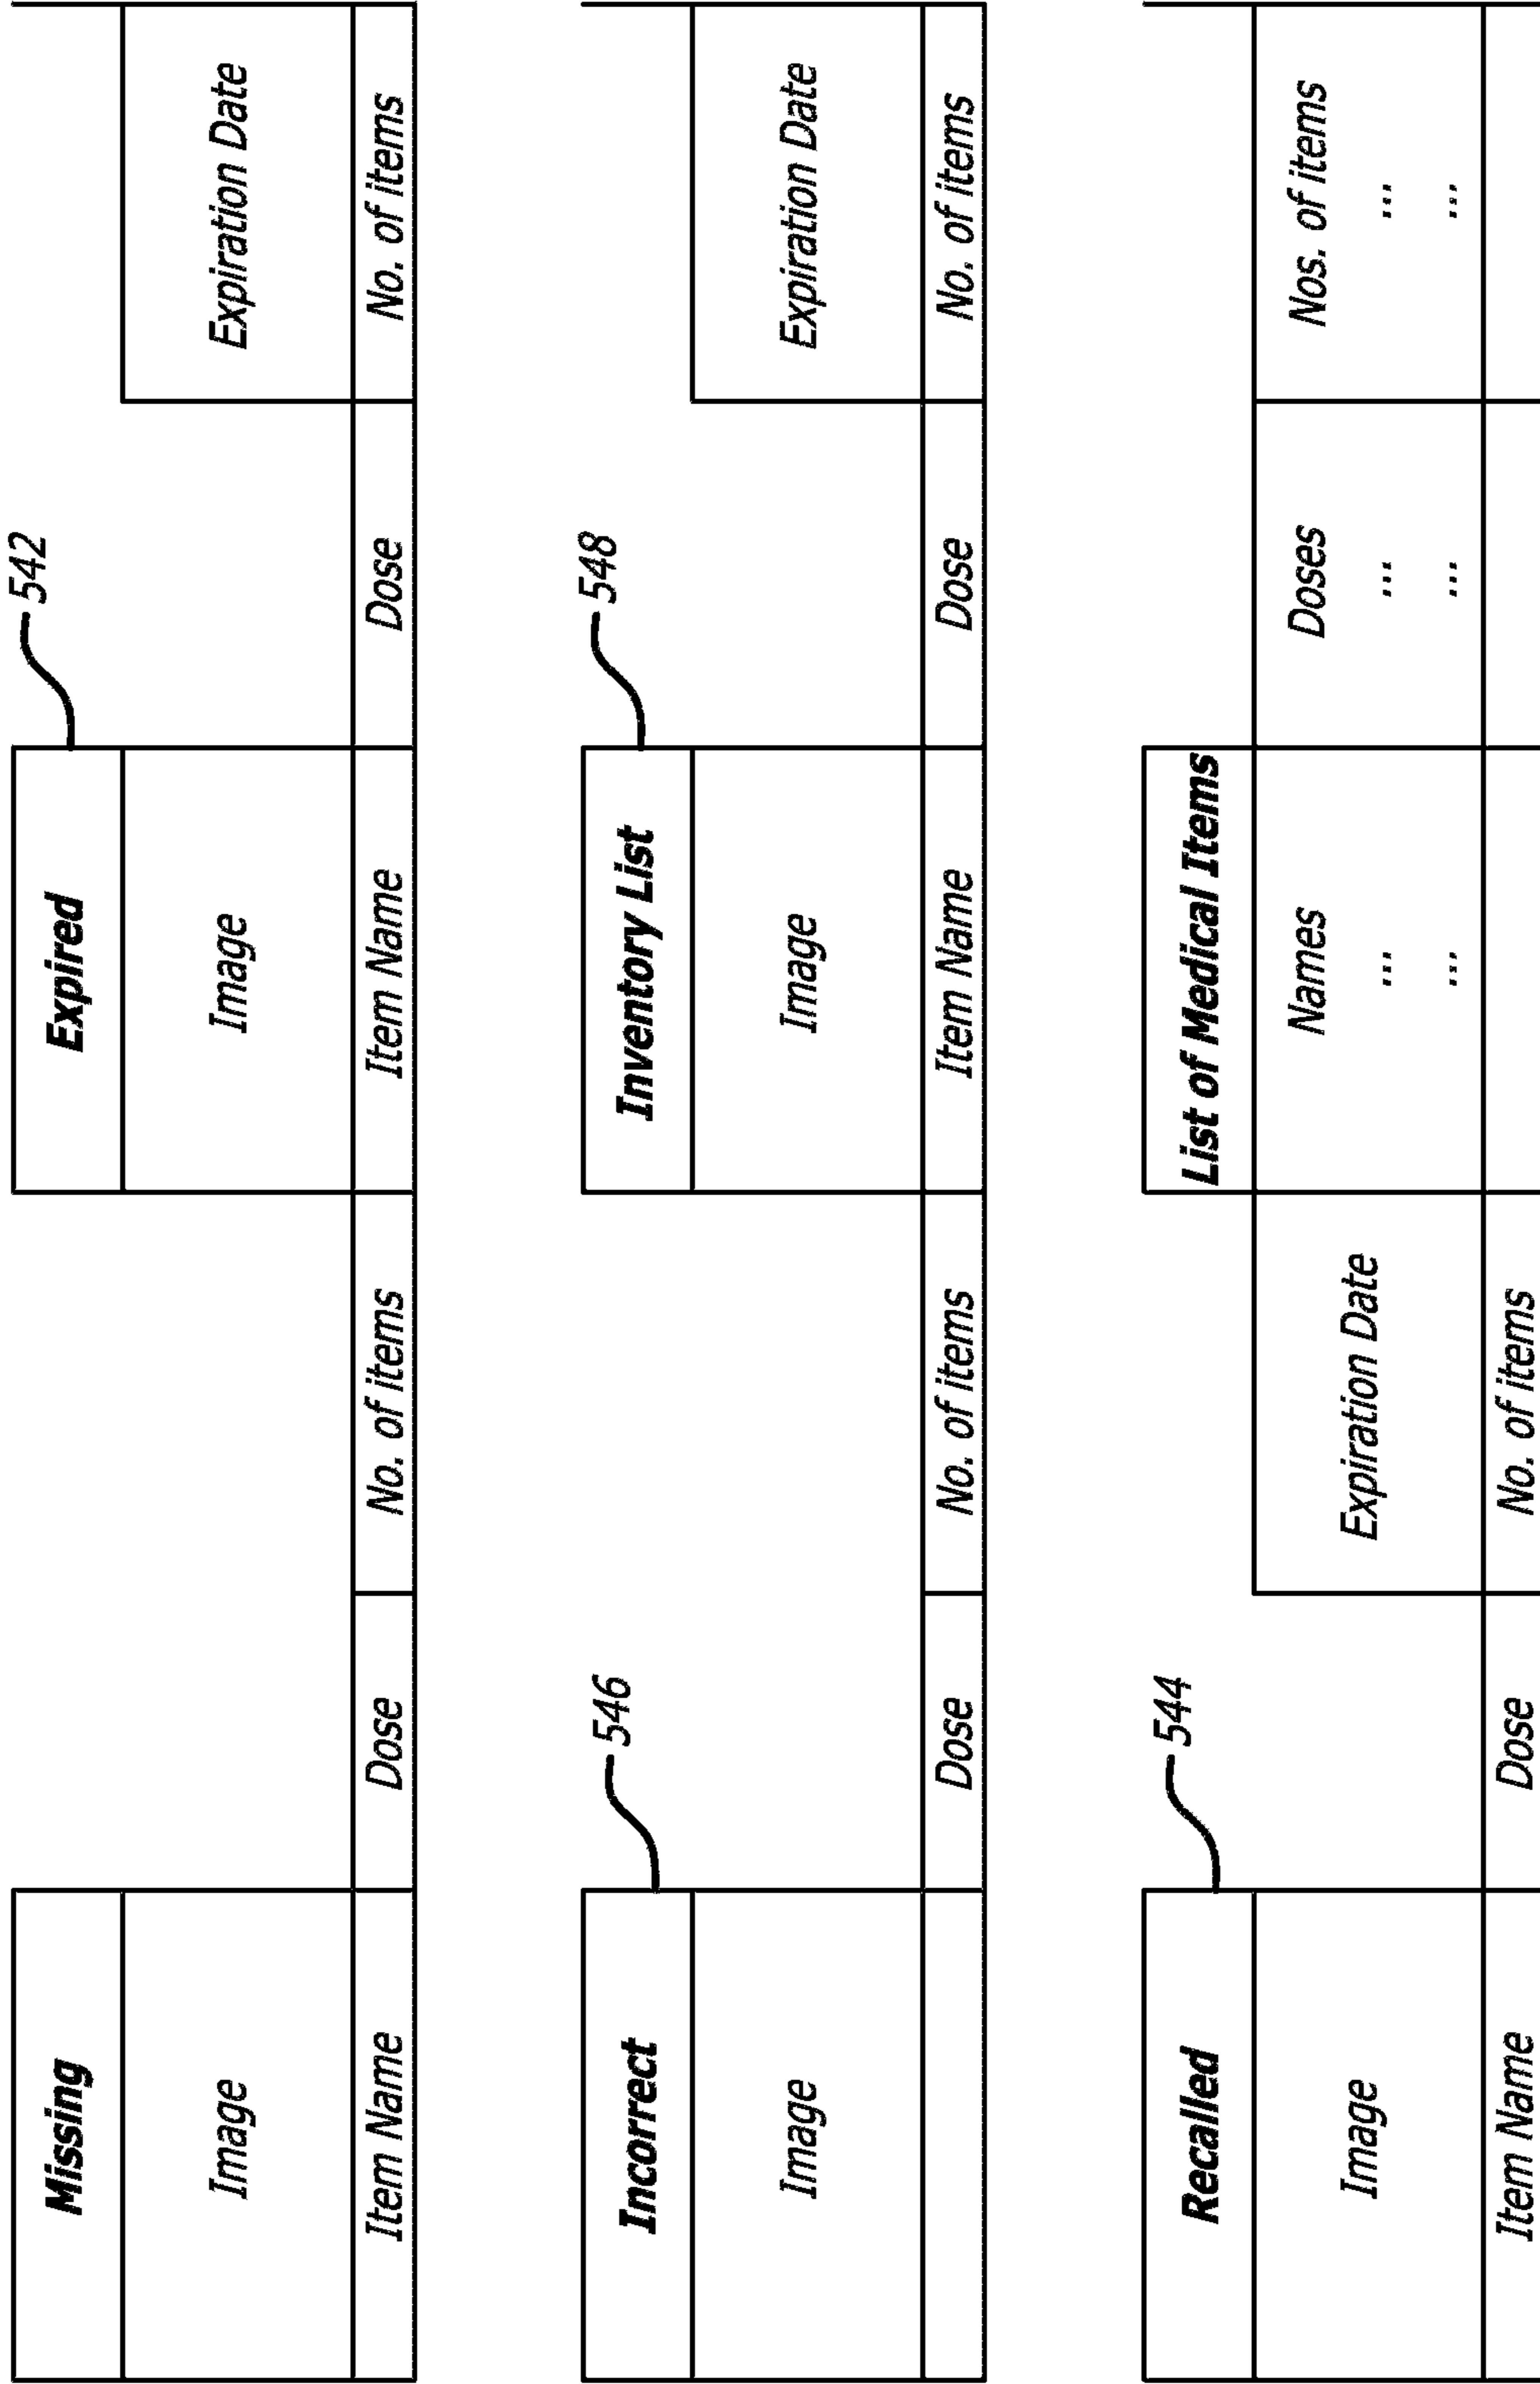 Missing
Expired
542
Image
Image
Expiration Date
Item Name
Dose
No. of items
Item Name
Dose
No. of items
Incorrect
546
Inventory List
548
Image
Image
Expiration Date
Dose
No. of items
Item Name
Dose
No. of items
Recalled
544
List of Medical Items
Image
Expiration Date
Names
Doses
Nos. of items
... ... ...
... ... ...
Item Name
Dose
No. of items